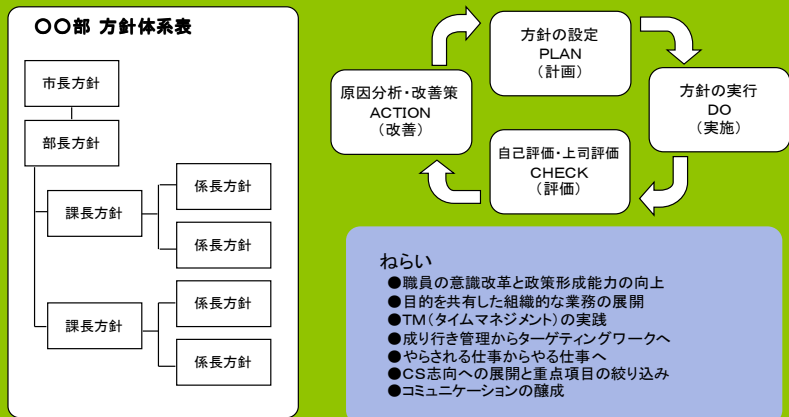 〇〇部 方針体系表
市長方針
部長方針
課長方針
係長方針
係長方針
課長方針
係長方針
係長方針
方針の設定
PLAN
(計画)
方針の実行
DO
(実施)
自己評価・上司評価
CHECK
(評価)
原因分析・改善策
ACTION
(改善)
ねらい
●職員の意識改革と政策形成能力の向上
●目的を共有した組織的な業務の展開
●TM(タイムマネジメント)の実践
●成り行き管理からターゲティングワークへ
●やらされる仕事からやる仕事へ
●CS志向への展開と重点項目の絞り込み
●コミュニケーションの醸成